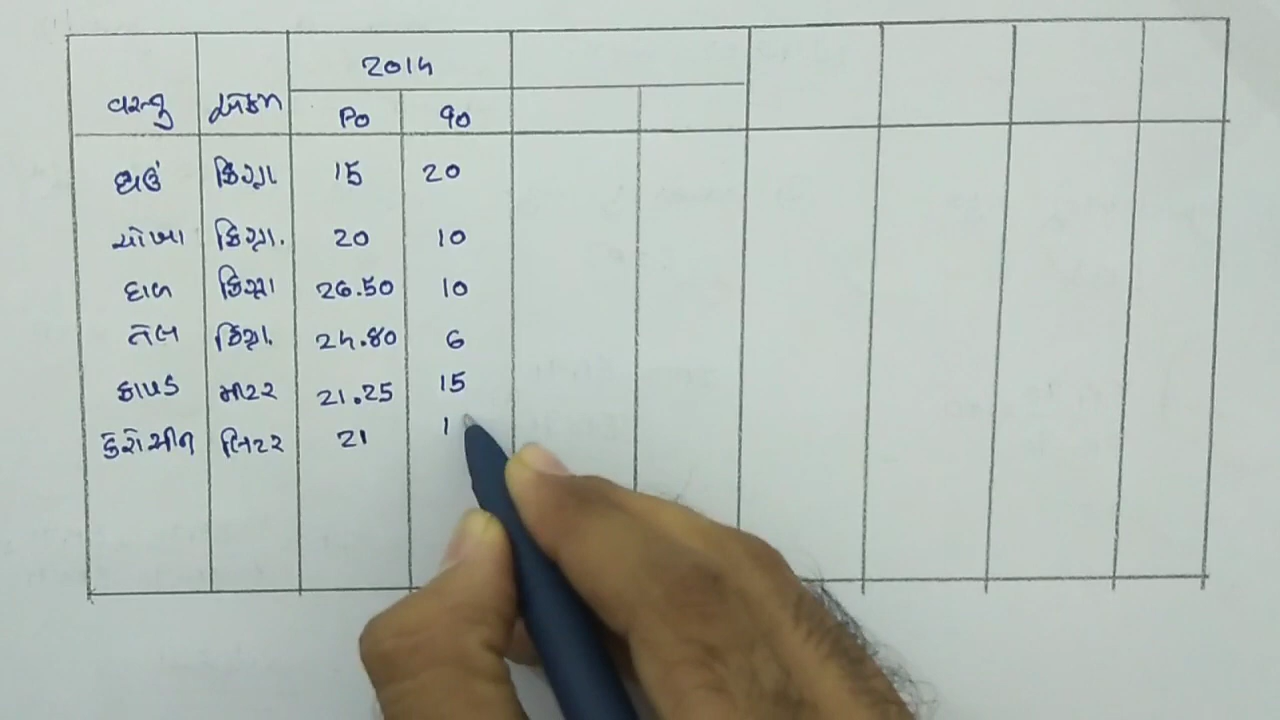 2014
વસ્તુ એકમ P0 q0
ઘઉં કિગ્રા 15 20
ચોખા કિગ્રા. 20 10
દાળ કિગ્રા 26.50 10
તેલ કિગ્રા. 24.80 6
કાપડ મીટર 21.25 15
કેરોસીન લિટર 21 1